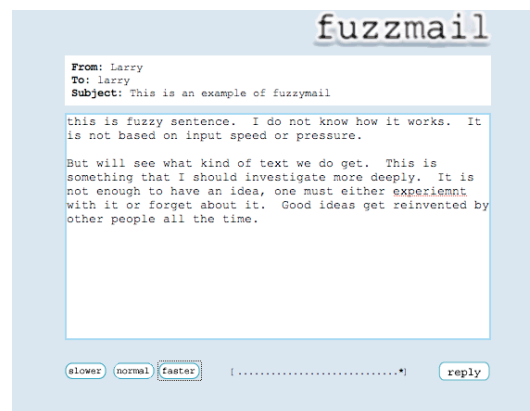 fuzzmail
From: Larry
To: larry
Subject: This is an example of fuzzymail
this is fuzzy sentence.  I do not know how it works.  It
is not based on input speed or pressure.
But will see what kind of text we do get.  This is
something that I should investigate more deeply.  It is
not enough to have an idea, one must either experiemnt
with it or forget about it.  Good ideas get reinvented by
other people all the time.
slower normal faster [ ............................*] reply